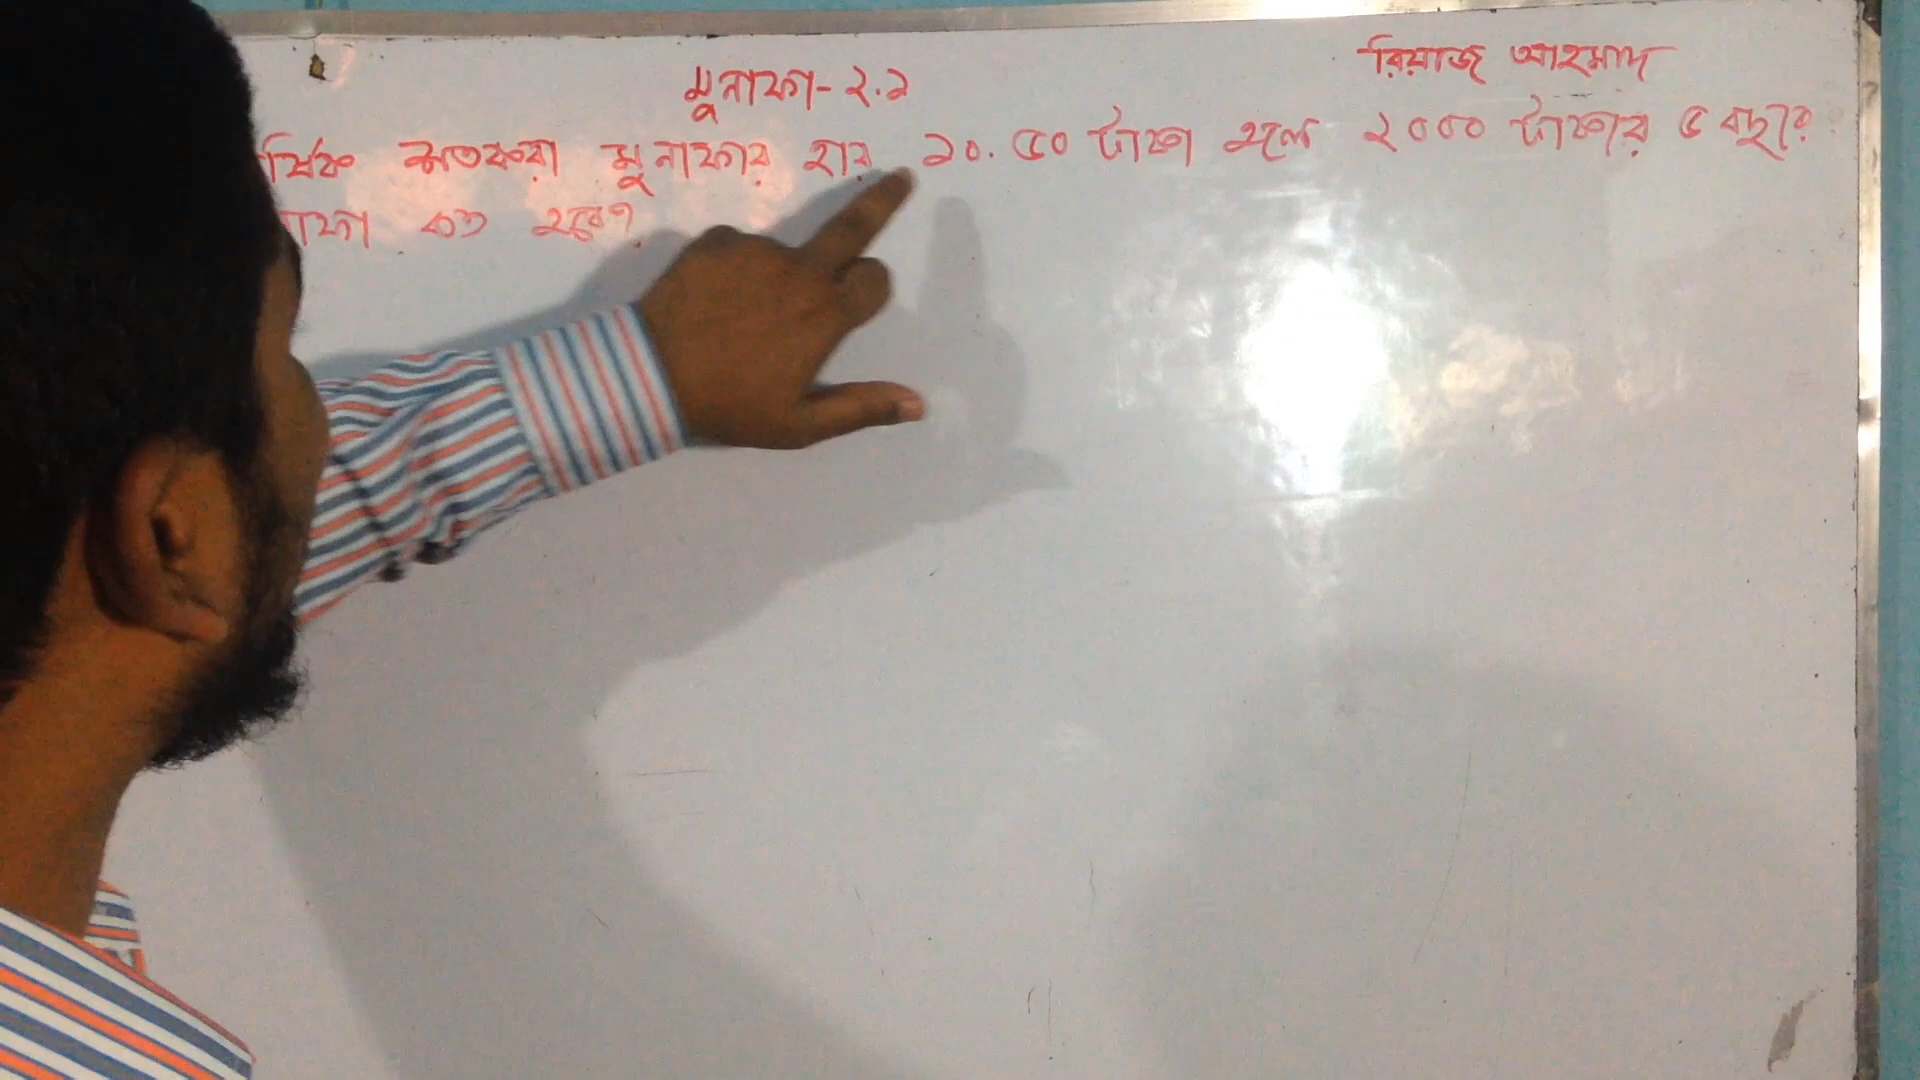 রিয়াজ আহমাদ
মুনাফা-২.১
র্ষিক শতকরা মুনাফার হার ১০.৫০ টাকা হলে ২০০০ টাকার ৫ বছরে
াফা কত হবে?